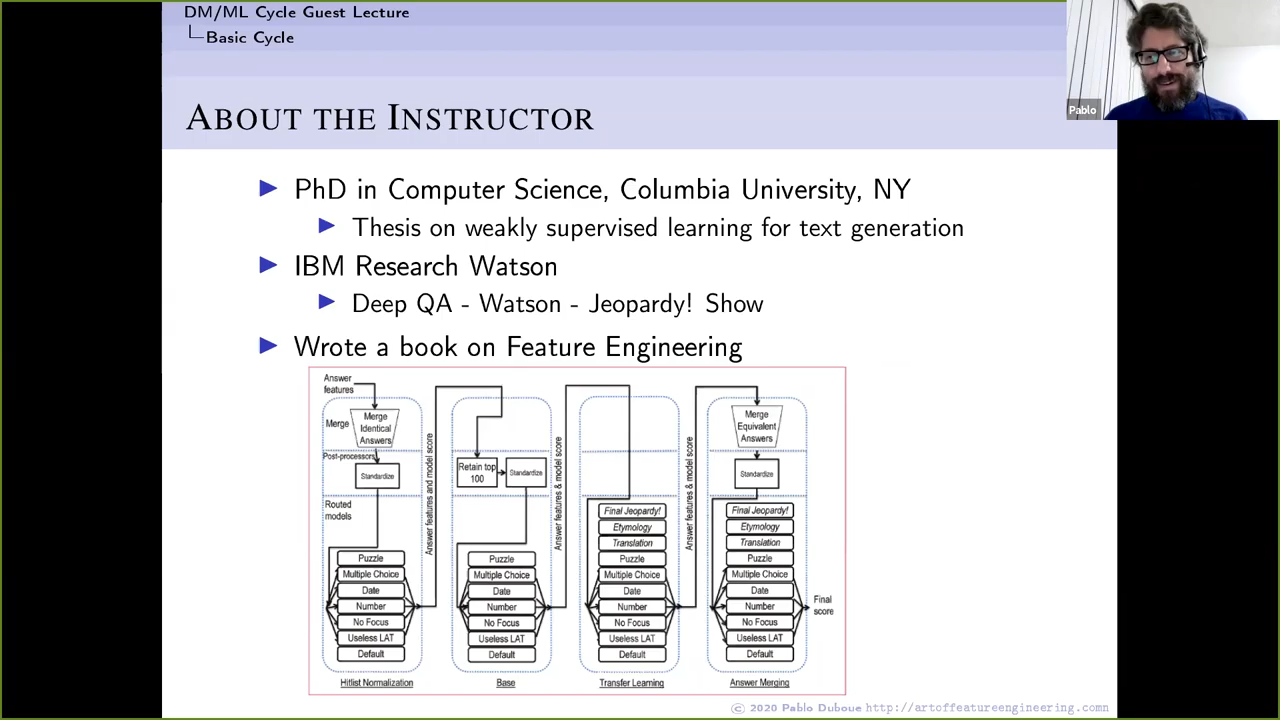 DM/ML Cycle Guest Lecture
Basic Cycle
Pablo
ABOUT THE INSTRUCTOR
PhD in Computer Science, Columbia University, NY
Thesis on weakly supervised learning for text generation
IBM Research Watson
Deep QA - Watson - Jeopardy! Show
Wrote a book on Feature Engineering
Answer
features
Merge
Merge
Identical
Answers
Post-processors
Standardize
Routed
models
Puzzle
Multiple Choice
Date
Number
No Focus
Useless LAT
Default
Hitlist Normalization
Answer features and model score
Retain top
100
Standardize
Puzzle
Multiple Choice
Date
Number
No Focus
Useless LAT
Default
Base
Answer features & model score
Final Jeopardy!
Etymology
Translation
Puzzle
Multiple Choice
Date
Number
No Focus
Useless LAT
Default
Transfer Learning
Answer features & model score
Merge
Equivalent
Answers
Standardize
Final Jeopardy!
Etymology
Translation
Puzzle
Multiple Choice
Date
Number
No Focus
Useless LAT
Default
Answer Merging
Final
score
© 2020 Pablo Duboue http://artoffeatureengineering.comn